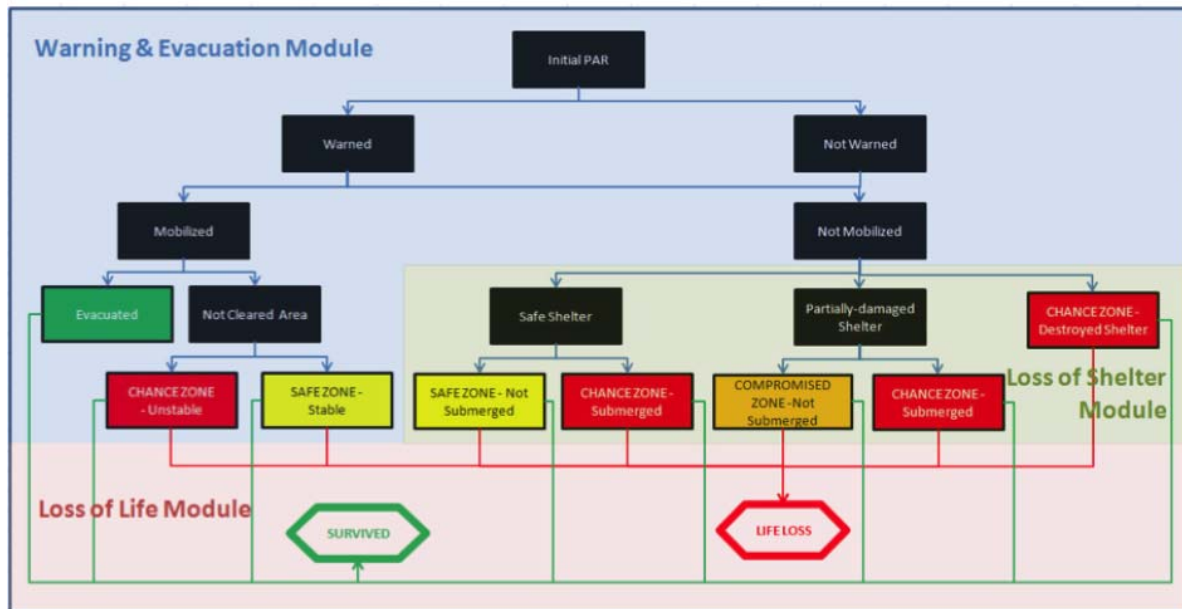 Warning & Evacuation Module
Initial PAR
Warned
Not Warned
Mobilized
Not Mobilized
Evacuated
Not Cleared Area
Safe Shelter
Partially-damaged
Shelter
CHANCE ZONE -
Destroyed Shelter
CHANCE ZONE
- Unstable
SAFE ZONE -
Stable
SAFE ZONE - Not
Submerged
CHANCE ZONE -
Submerged
COMPROMISED
ZONE -Not
Submerged
CHANCE ZONE -
Submerged
Loss of Shelter
Module
Loss of Life Module
SURVIVED
LIFE LOSS